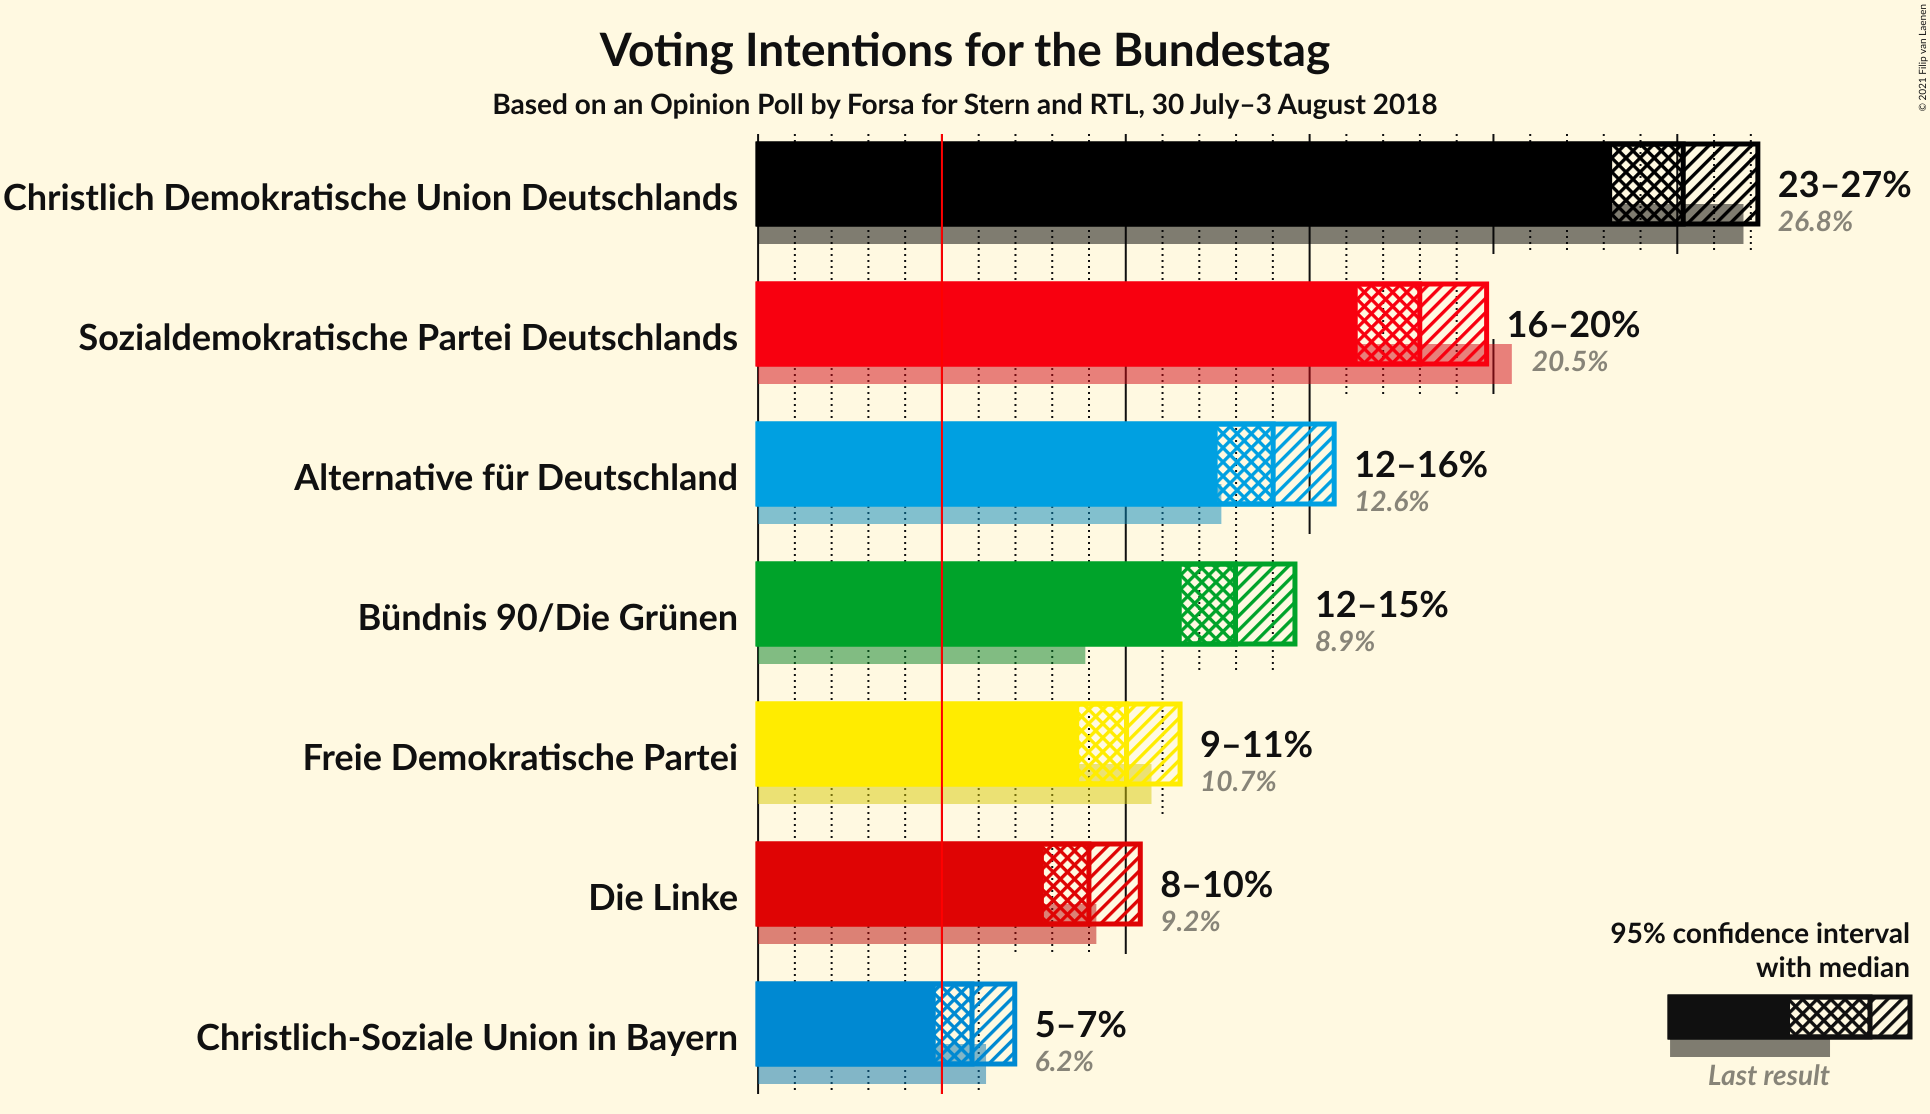 Voting Intentions for the Bundestag
Based on an Opinion Poll by Forsa for Stern and RTL, 30 July–3 August 2018
© 2021 Filip van Laenen
Christlich Demokratische Union Deutschlands
23–27%
26.8%
Sozialdemokratische Partei Deutschlands
16–20%
20.5%
Alternative für Deutschland
12–16%
12.6%
Bündnis 90/Die Grünen
12–15%
8.9%
Freie Demokratische Partei
9–11%
10.7%
Die Linke
8–10%
9.2%
Christlich-Soziale Union in Bayern
5–7%
6.2%
95% confidence interval
with median
Last result